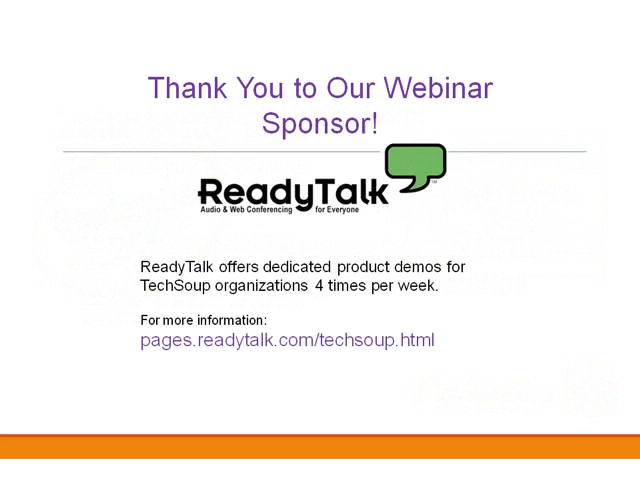 Thank You to Our Webinar
Sponsor!
ReadyTalk
Audio & Web Conferencing for Everyone
ReadyTalk offers dedicated product demos for
TechSoup organizations 4 times per week.
For more information:
pages.readytalk.com/techsoup.html